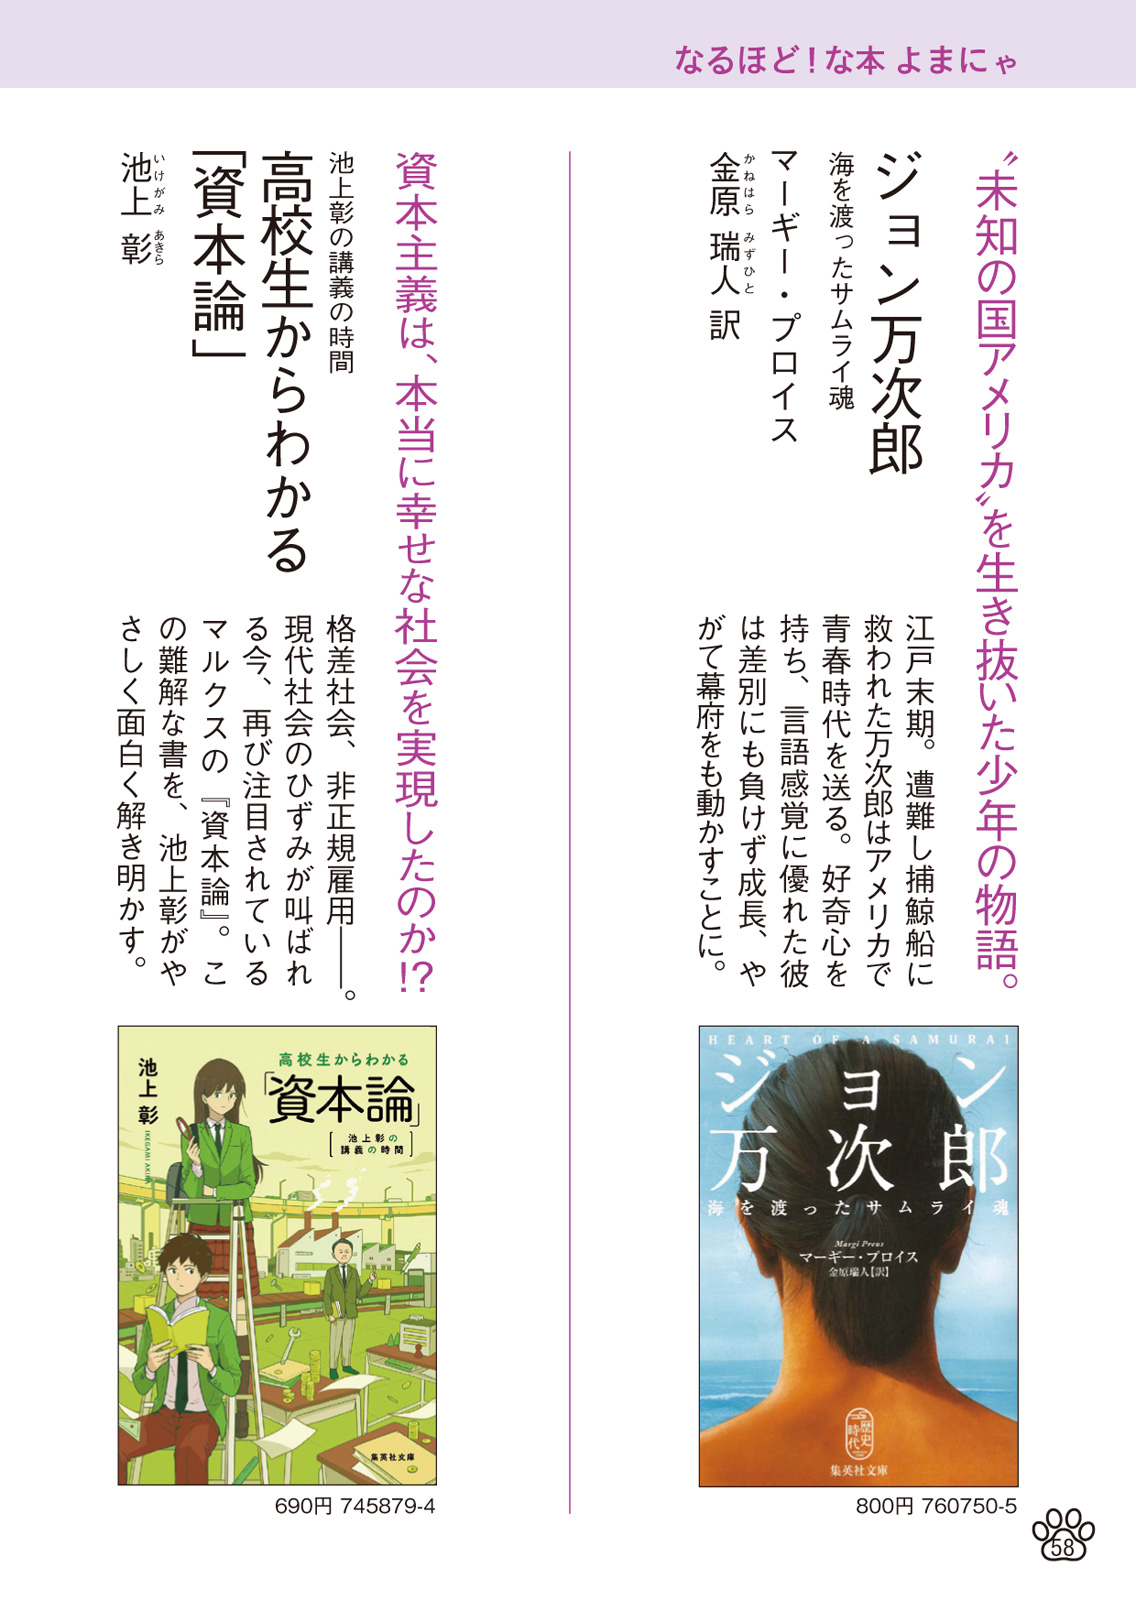 なるほど！な本 よまにゃ
〝未知の国アメリカ〟を生き抜いた少年の物語。
ジョン万次郎
海を渡ったサムライ魂
マーギー・プロイス
金原 瑞人 訳
かねはら みずひと
江戸末期。遭難し捕鯨船に
救われた万次郎はアメリカで
青春時代を送る。好奇心を
持ち、言語感覚に優れた彼
は差別にも負けず成長、や
がて幕府をも動かすことに。
HEART OF A SAMURAI
ジョン
万次郎
海を渡ったサムライ魂
Margi Preus
マーギー・プロイス
金原瑞人【訳】
歴史
時代
集英社文庫
800円 760750-5
資本主義は、本当に幸せな社会を実現したのか!?
池上彰の講義の時間
高校生からわかる
「資本論」
池上 彰
いけがみ あきら
格差社会、非正規雇用――。
現代社会のひずみが叫ばれ
る今、再び注目されている
マルクスの『資本論』。こ
の難解な書を、池上彰がや
さしく面白く解き明かす。
高校生からわかる
「資本論」
[池上彰の
講義の時間]
池上 彰
IKEGAMI AKIRA
集英社文庫
690円 745879-4
58